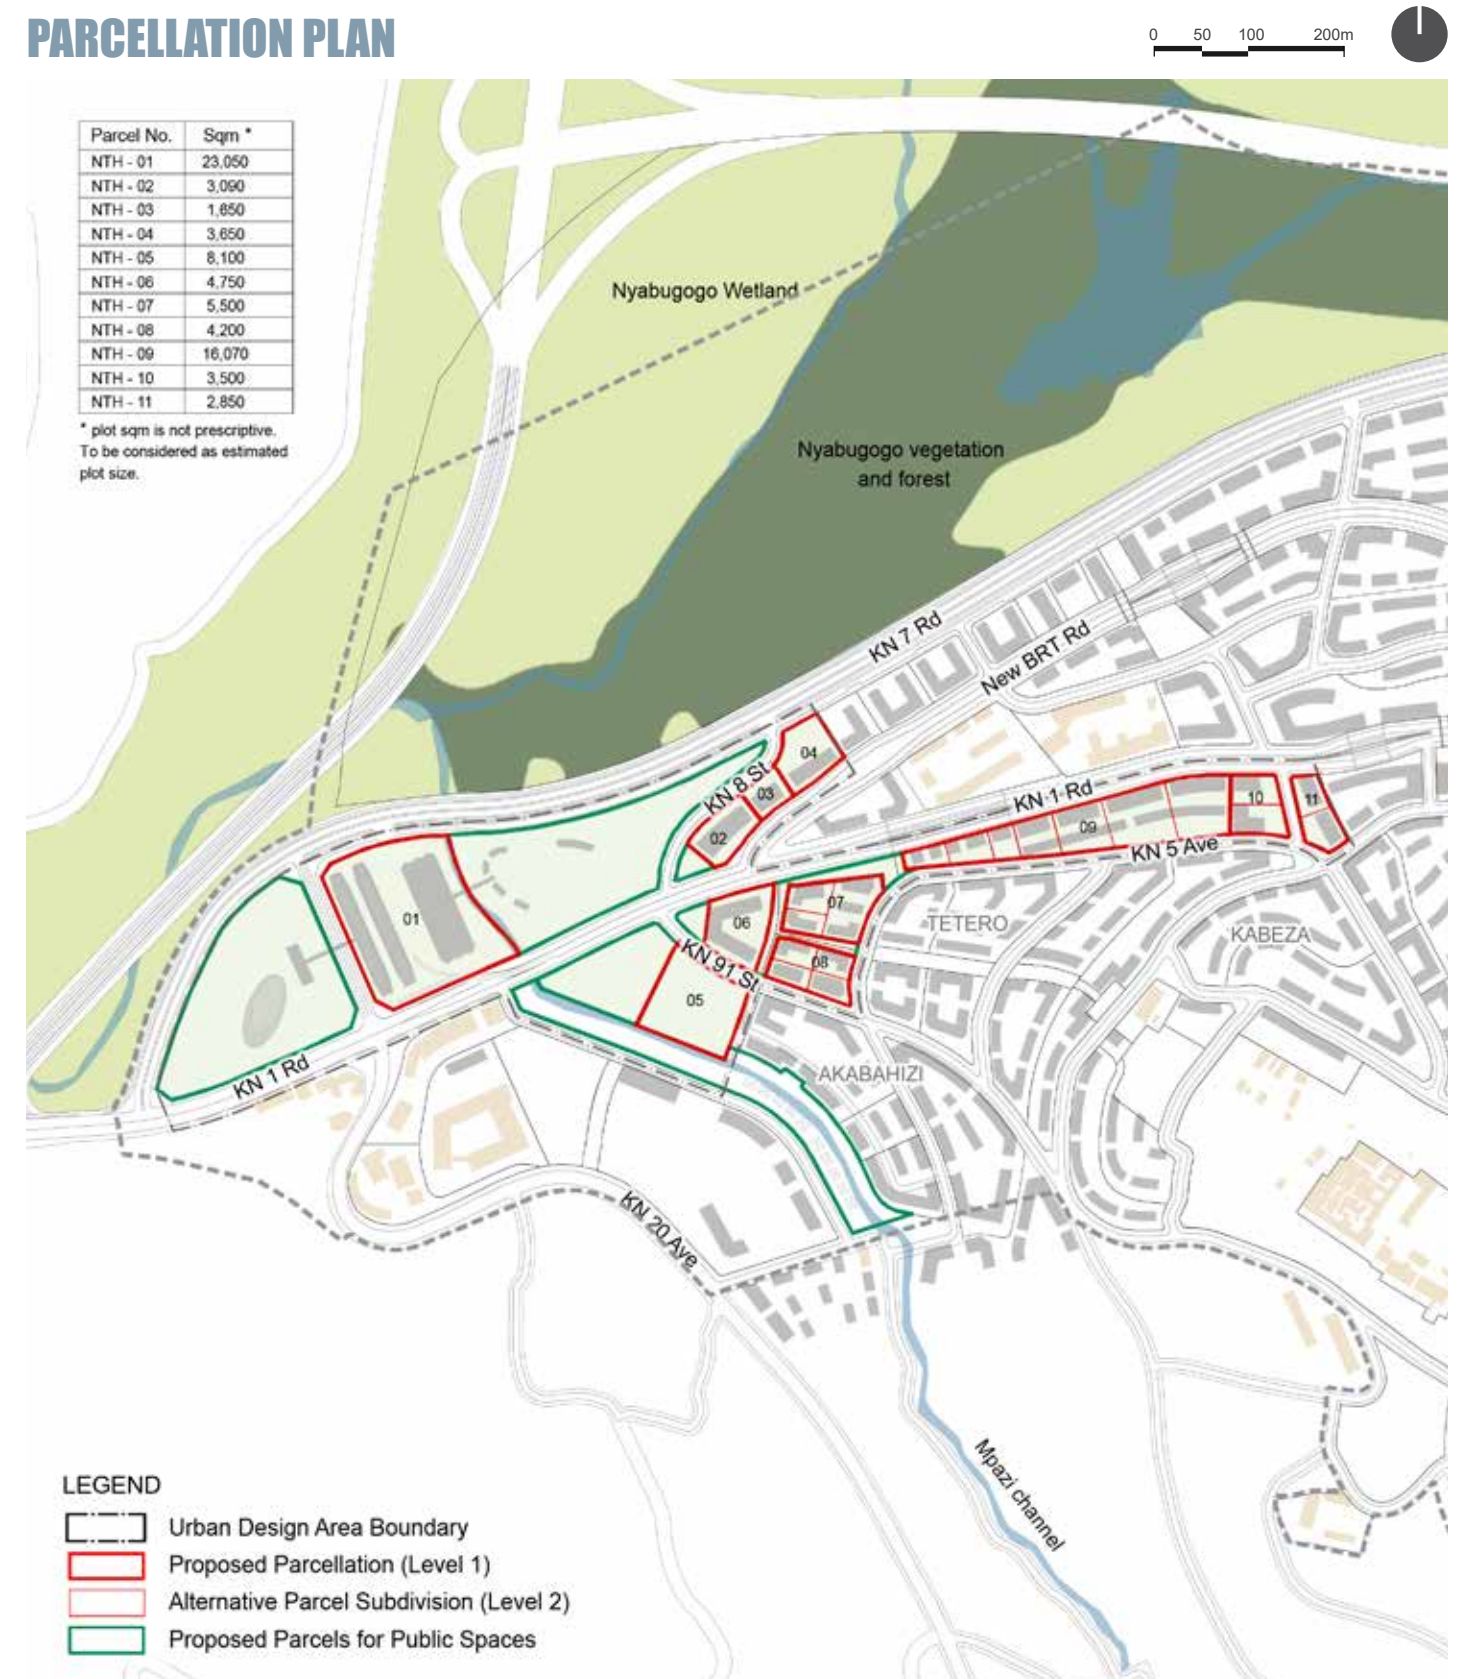 PARCELLATION PLAN
0 50 100 200m
Parcel No. Sqm *
NTH - 01 23,050
NTH - 02 3,090
NTH - 03 1,650
NTH - 04 3,650
NTH - 05 8,100
NTH - 06 4,750
NTH - 07 5,500
NTH - 08 4,200
NTH - 09 16,070
NTH - 10 3,500
NTH - 11 2,850
* plot sqm is not prescriptive.
To be considered as estimated
plot size.
Nyabugogo Wetland
Nyabugogo vegetation
and forest
KN 7 Rd
New BRT Rd
04
KN 8 St
03
02
KN 1 Rd
10
11
09
KN 5 Ave
01
07
06
TETERO
KABEZA
KN 91 St
08
05
KN 1 Rd
AKABAHIZI
KN 20 Ave
Mpazi channel
LEGEND
Urban Design Area Boundary
Proposed Parcellation (Level 1)
Alternative Parcel Subdivision (Level 2)
Proposed Parcels for Public Spaces